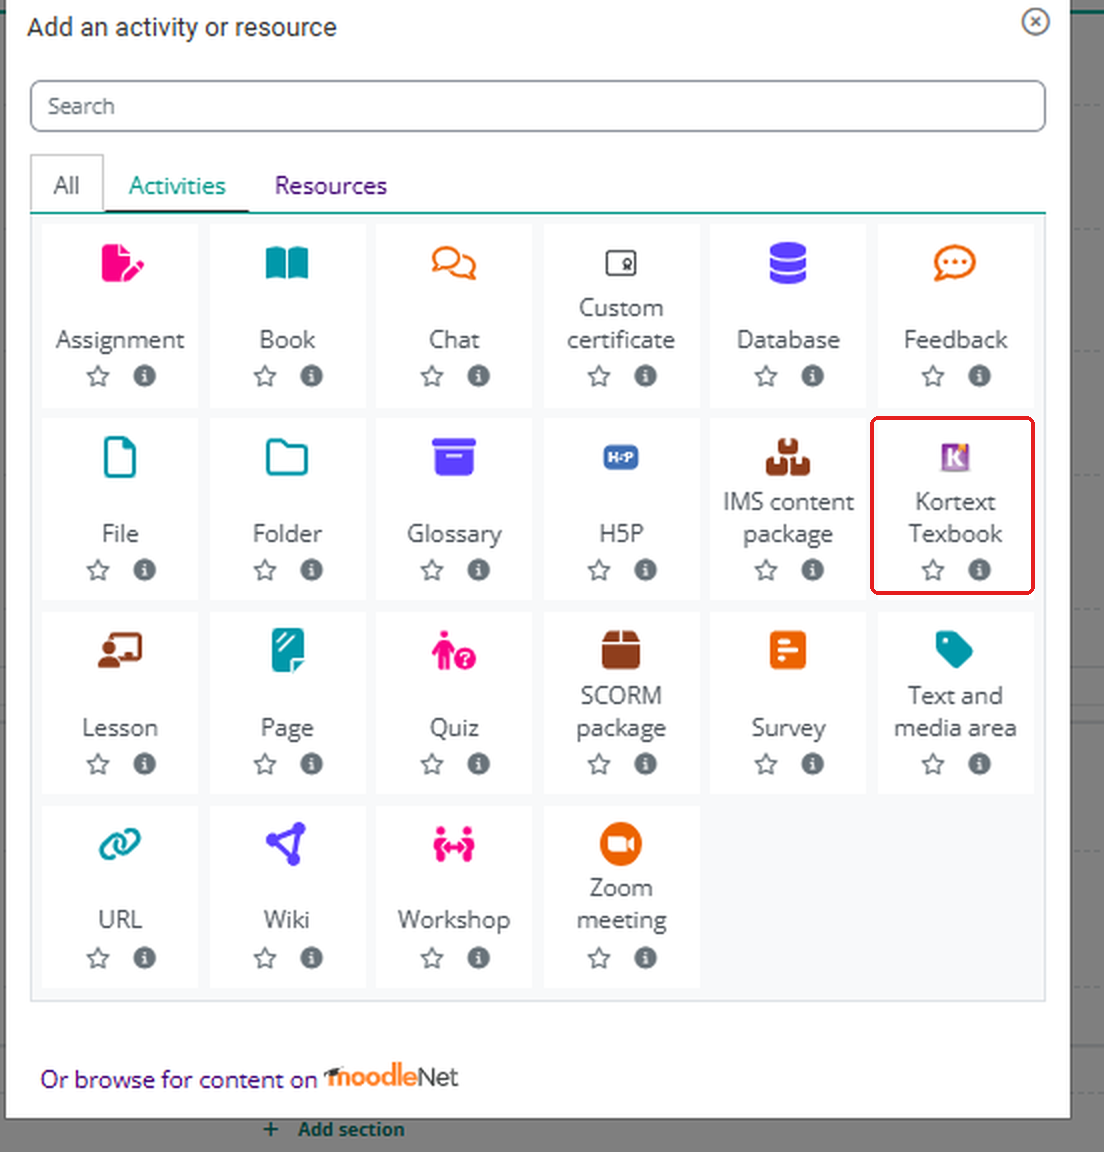 Add an activity or resource
Search
All Activities Resources
Assignment
Book
Chat
Custom
certificate
Database
Feedback
File
Folder
Glossary
H-P
H5P
IMS content
package
K
Kortext
Texbook
Lesson
Page
Quiz
SCORM
package
Survey
Text and
media area
URL
Wiki
Workshop
Zoom
meeting
Or browse for content on moodleNet
+ Add section